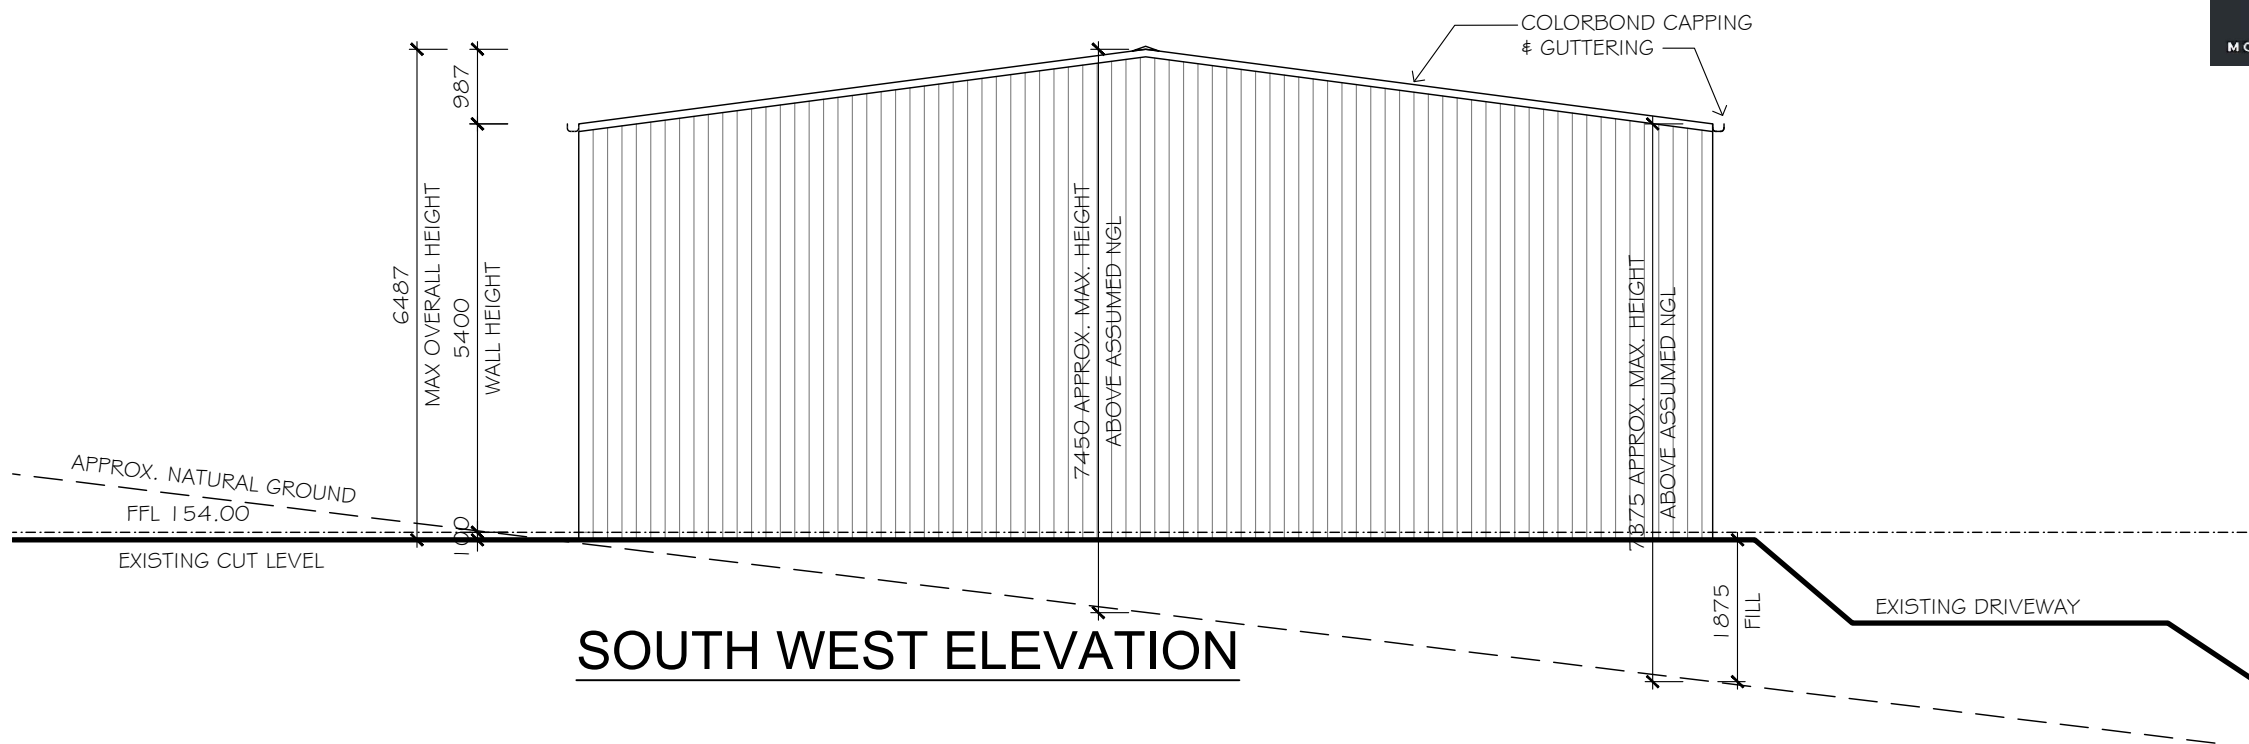 COLORBOND CAPPING
& GUTTERING
987
6487
MAX OVERALL HEIGHT
5400
WALL HEIGHT
7450 APPROX. MAX. HEIGHT
ABOVE ASSUMED NGL
7375 APPROX. MAX. HEIGHT
ABOVE ASSUMED NGL
APPROX. NATURAL GROUND
FFL 154.00
100
EXISTING CUT LEVEL
1875
FILL
EXISTING DRIVEWAY
SOUTH WEST ELEVATION